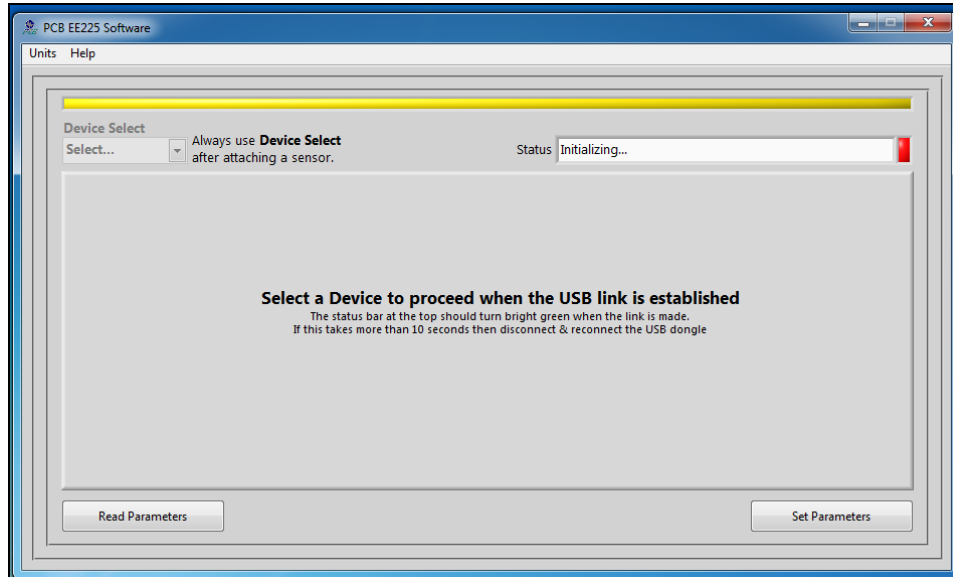 PCB EE225 Software
Units Help
Device Select
Select...
Always use Device Select
after attaching a sensor.
Status Initializing...
Select a Device to proceed when the USB link is established
The status bar at the top should turn bright green when the link is made.
If this takes more than 10 seconds then disconnect & reconnect the USB dongle
Read Parameters
Set Parameters